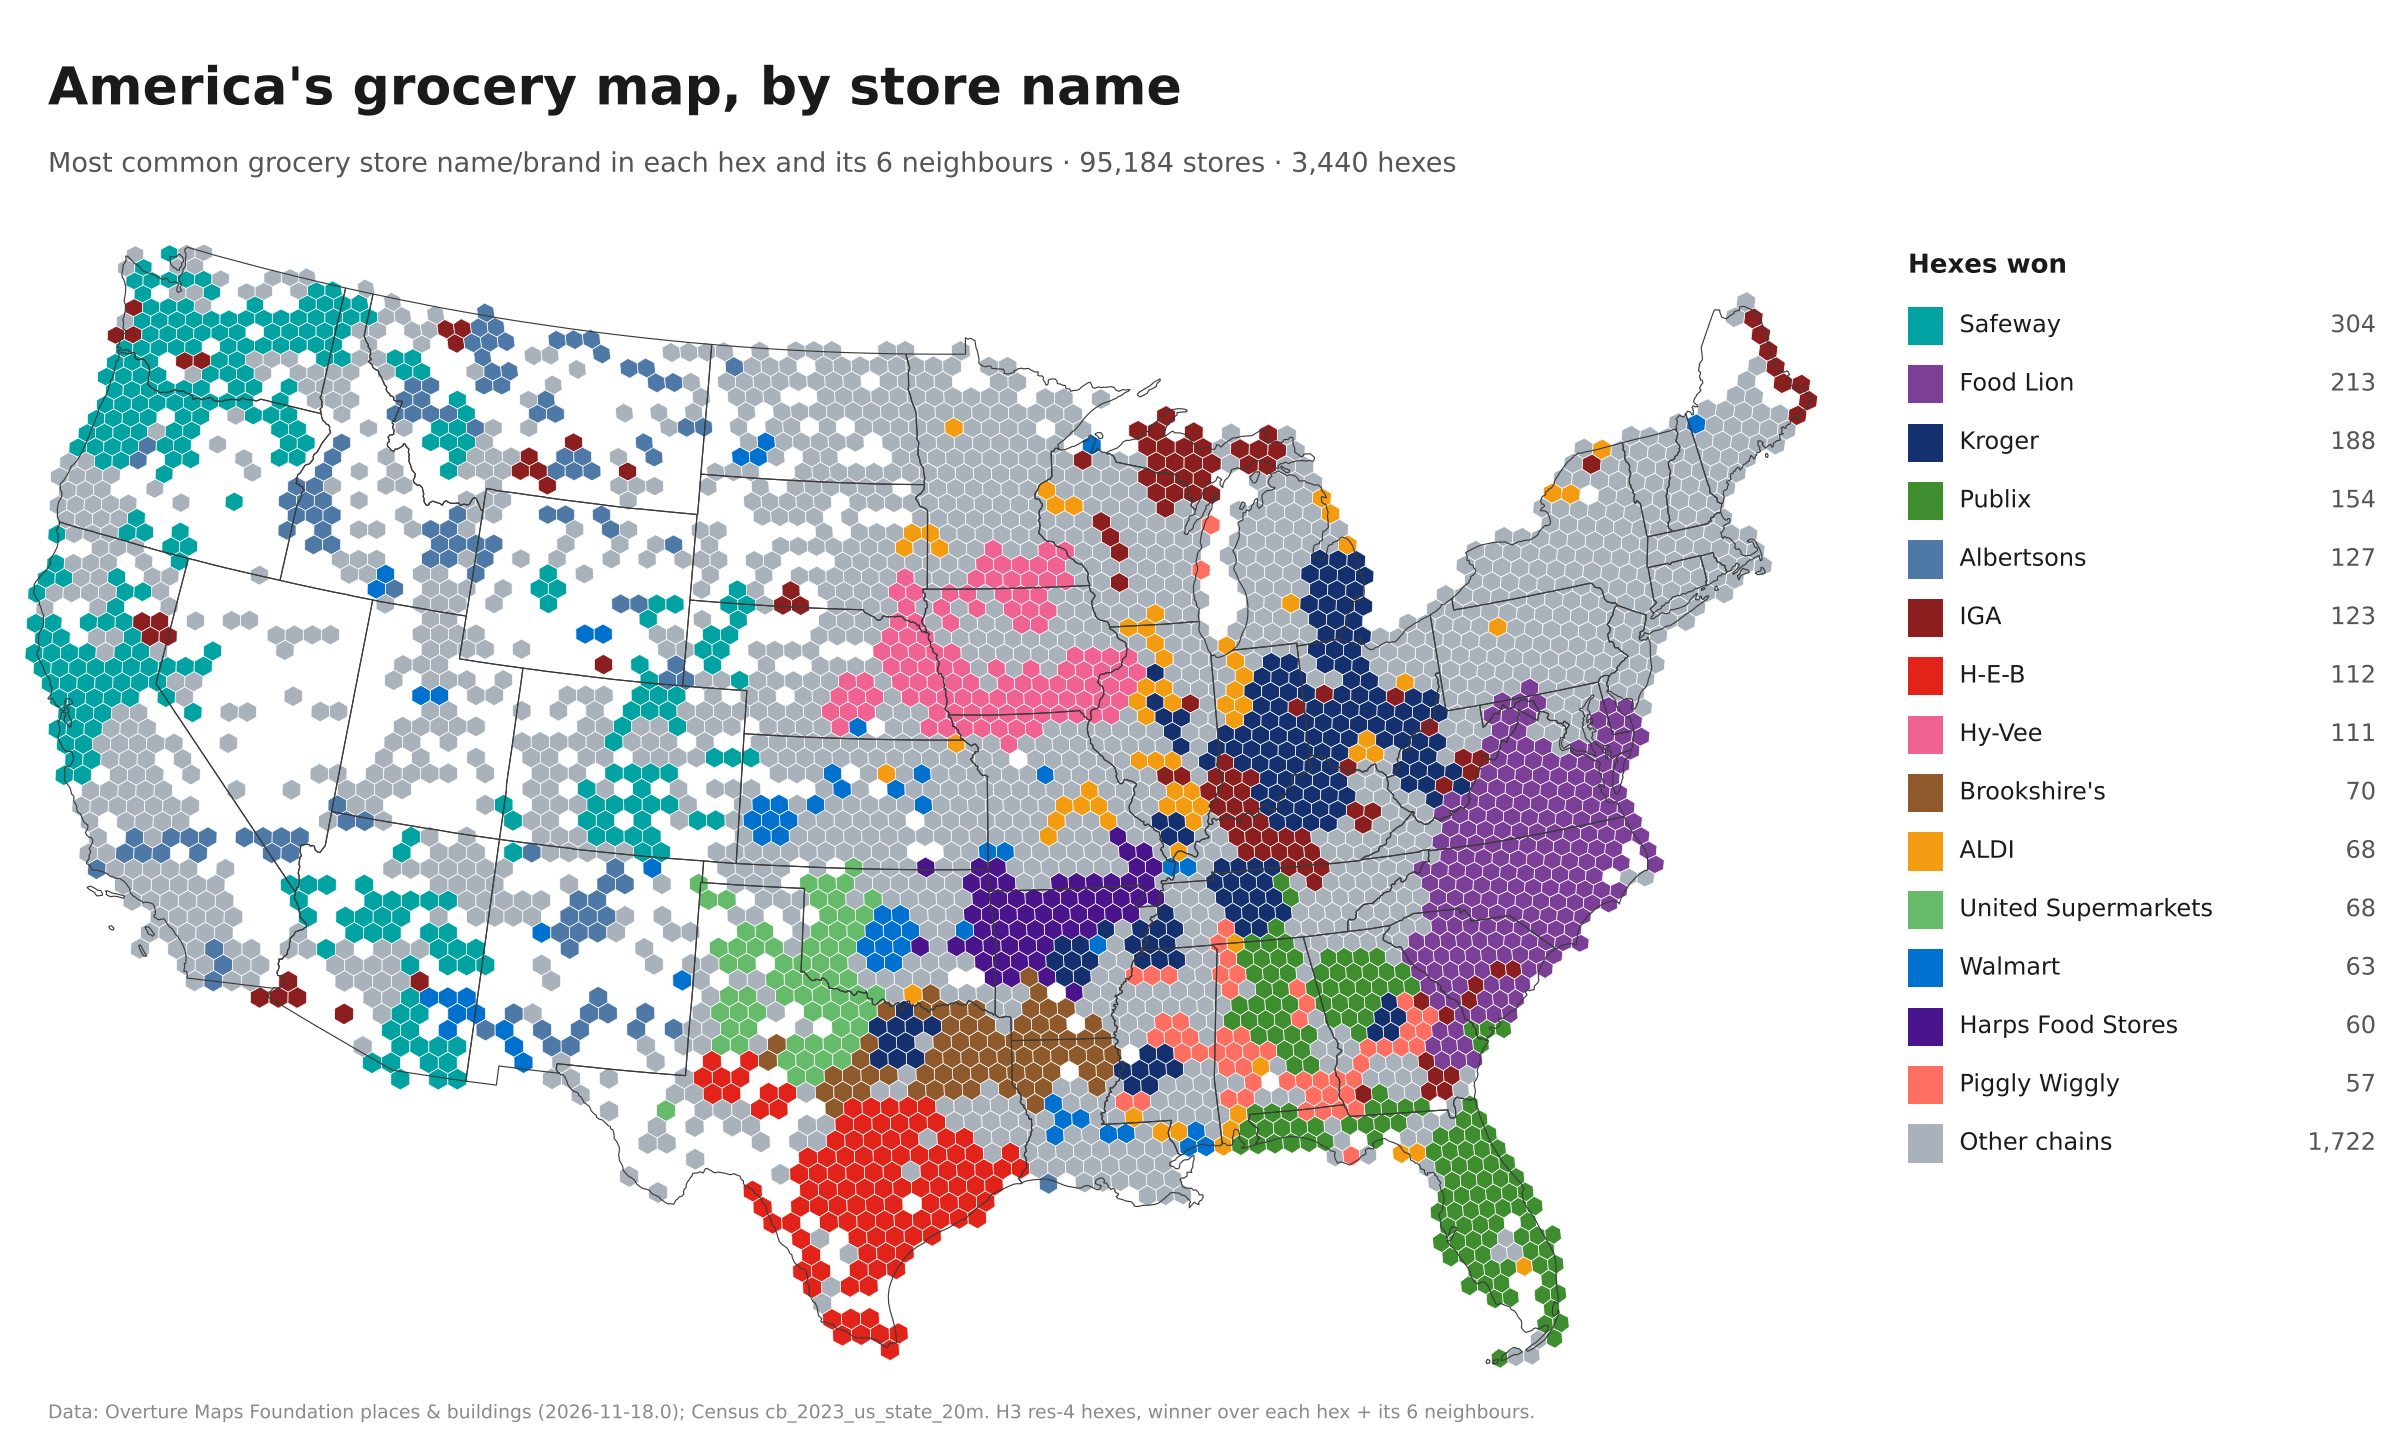 America's grocery map, by store name
Most common grocery store name/brand in each hex and its 6 neighbours · 95,184 stores · 3,440 hexes
Hexes won
Safeway 304
Food Lion 213
Kroger 188
Publix 154
Albertsons 127
IGA 123
H-E-B 112
Hy-Vee 111
Brookshire's 70
ALDI 68
United Supermarkets 68
Walmart 63
Harps Food Stores 60
Piggly Wiggly 57
Other chains 1,722
Data: Overture Maps Foundation places & buildings (2026-11-18.0); Census cb_2023_us_state_20m. H3 res-4 hexes, winner over each hex + its 6 neighbours.